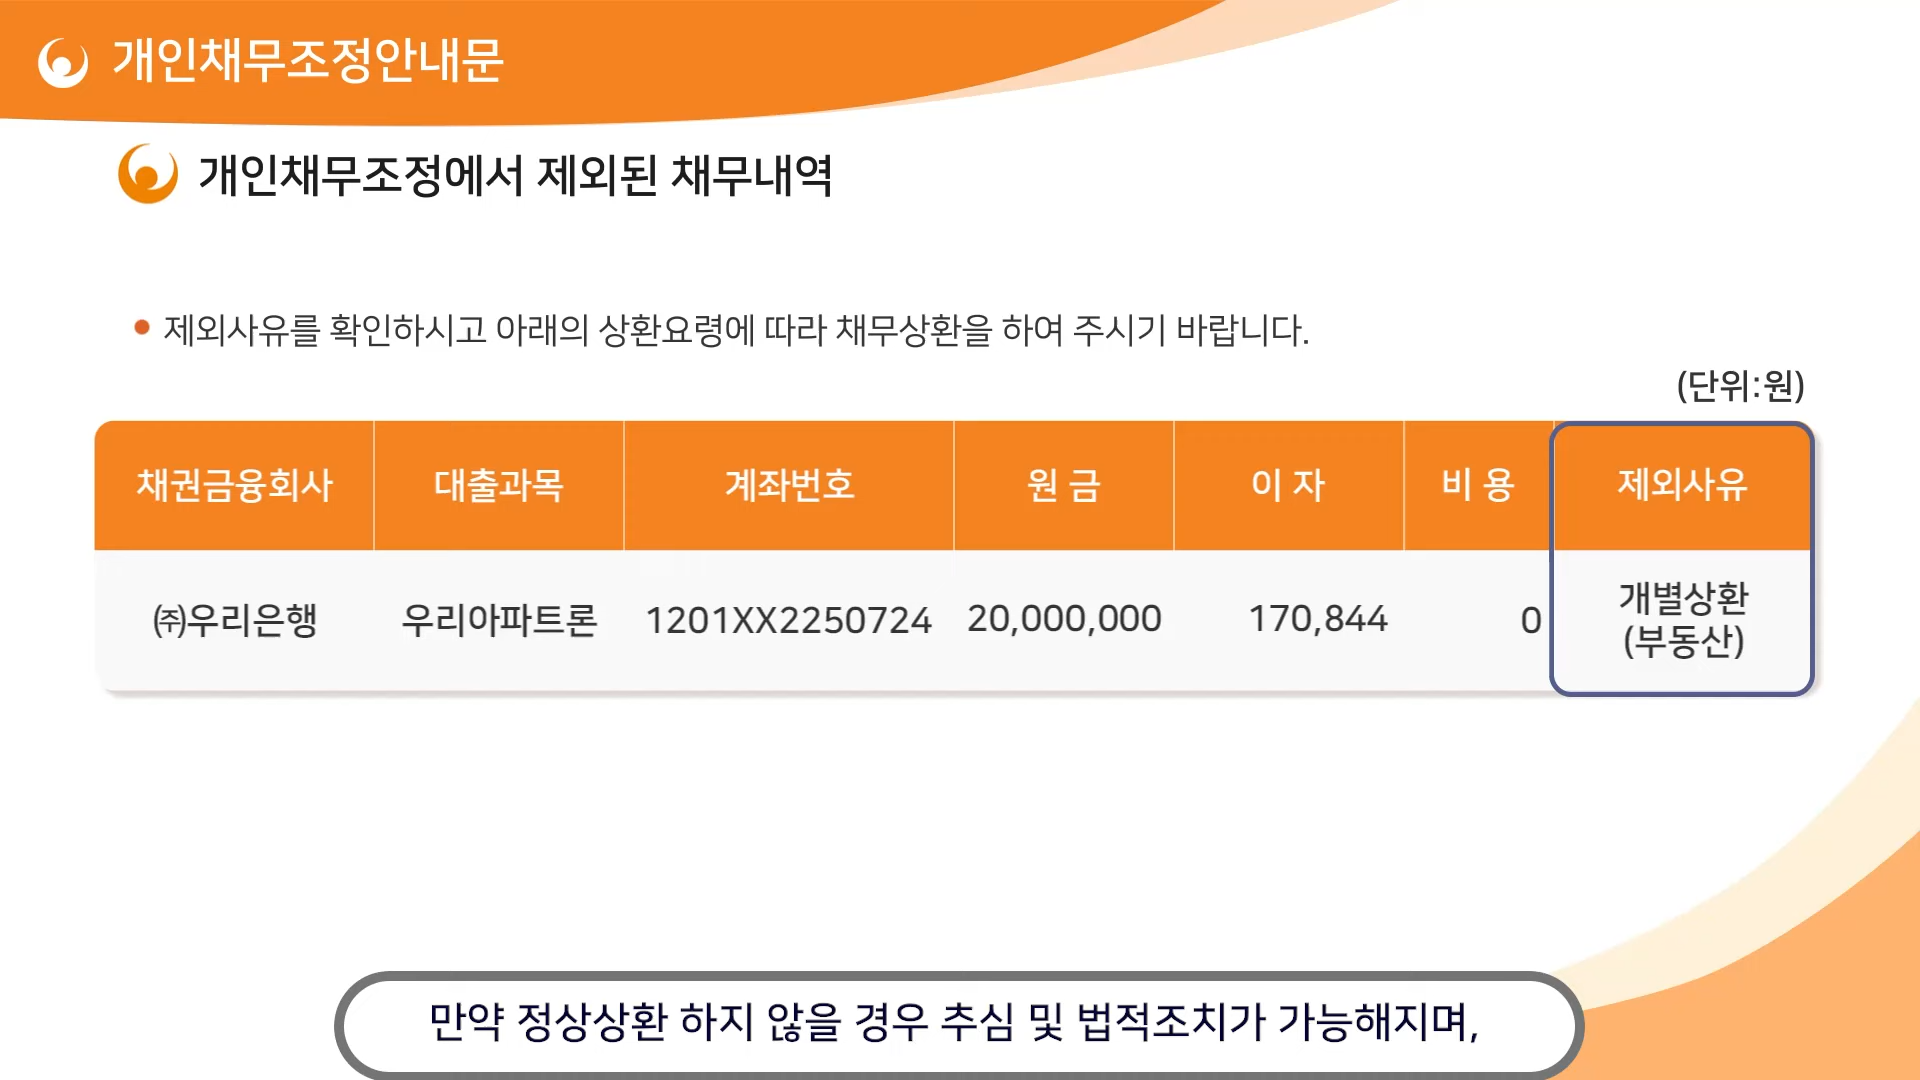 개인채무조정안내문
개인채무조정에서 제외된 채무내역
• 제외사유를 확인하시고 아래의 상환요령에 따라 채무상환을 하여 주시기 바랍니다.
(단위:원)
채권금융회사 대출과목 계좌번호 원 금 이 자 비 용 제외사유
㈜우리은행 우리아파트론 1201XX2250724 20,000,000 170,844 0 개별상환
(부동산)
만약 정상상환 하지 않을 경우 추심 및 법적조치가 가능해지며,